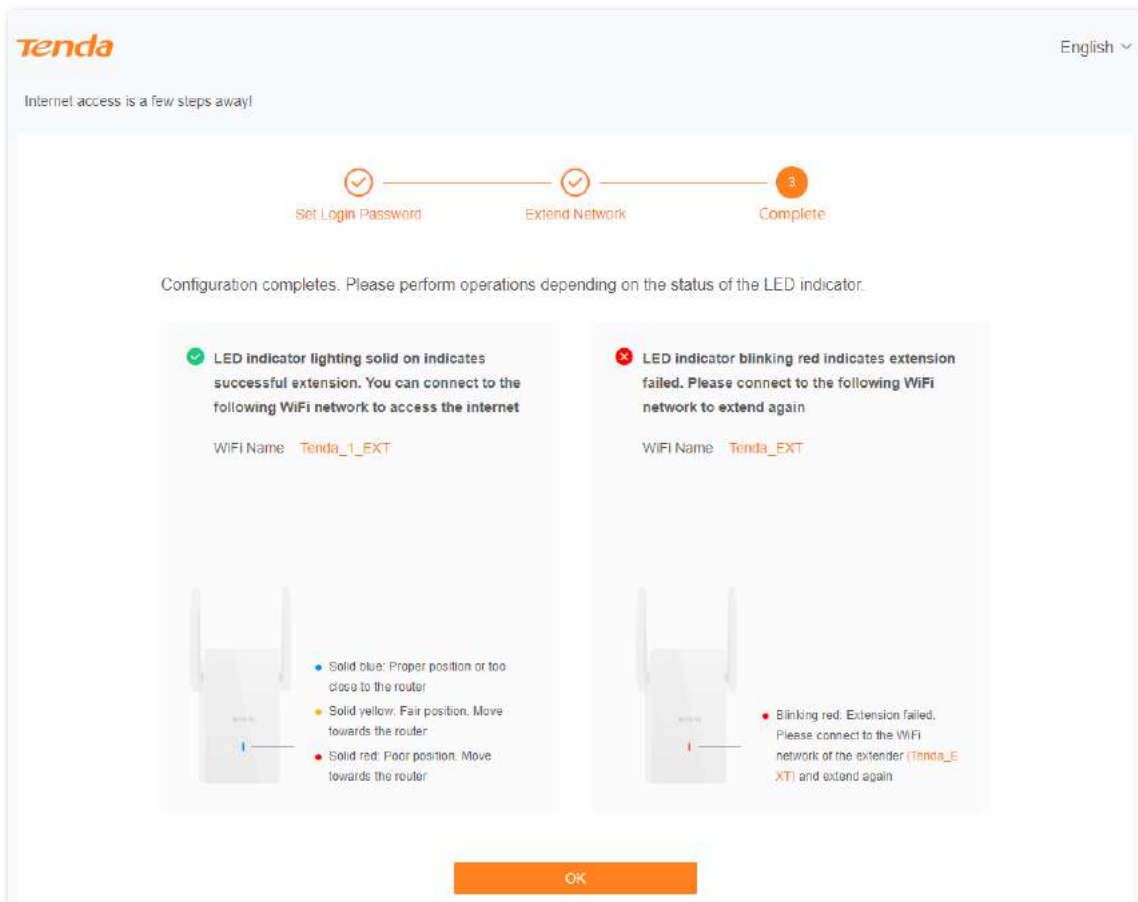 Tenda
English
Internet access is a few steps away!
3
Set Login Password
Extend Network
Complete
Configuration completes. Please perform operations depending on the status of the LED indicator.
LED indicator lighting solid on indicates
successful extension. You can connect to the
following WiFi network to access the internet
WiFi Name Tenda_1_EXT
Solid blue: Proper position or too
close to the router
Solid yellow: Fair position. Move
towards the router
Solid red: Poor position. Move
towards the router
LED indicator blinking red indicates extension
failed. Please connect to the following WiFi
network to extend again
WiFi Name Tenda_EXT
Blinking red: Extension failed.
Please connect to the WiFi
network of the extender (Tenda_E
XT) and extend again
OK